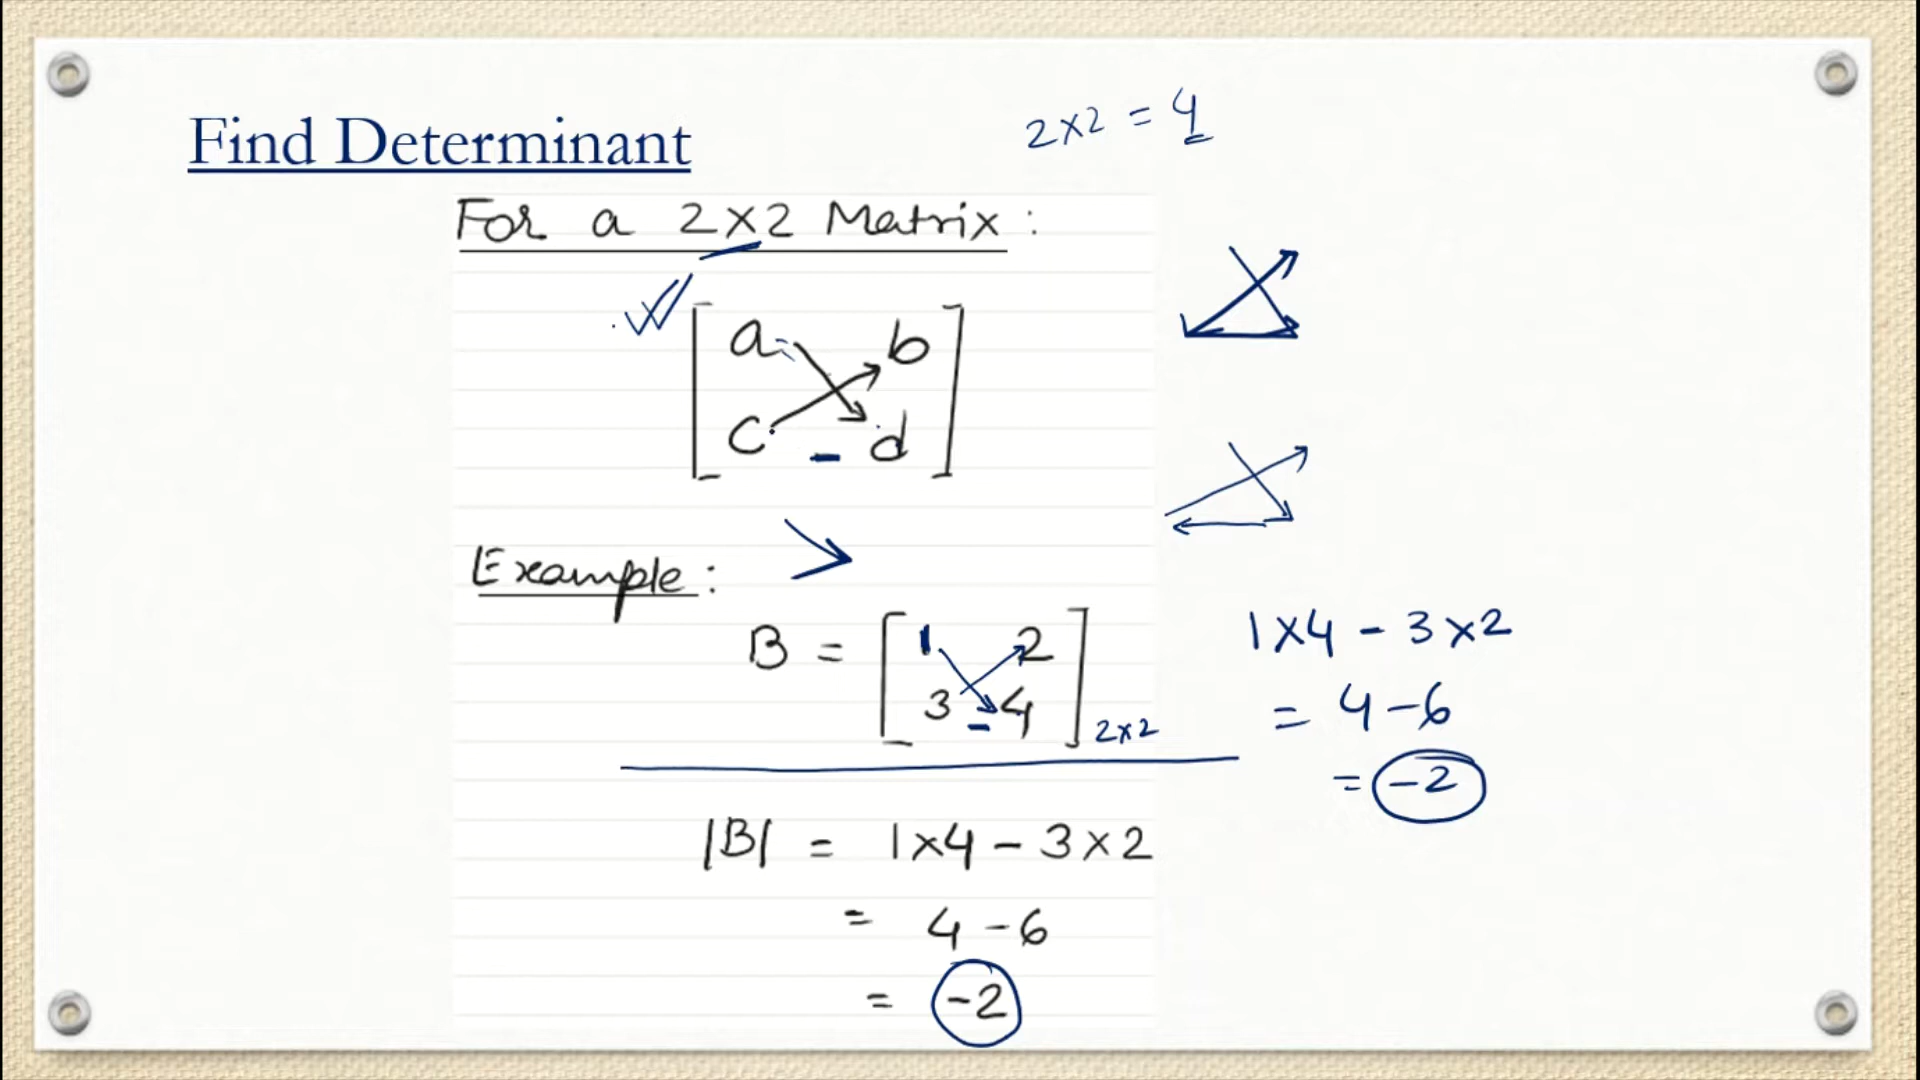 Find Determinant
2x2 = 4
For a 2x2 Matrix :
a b
c - d
Example :
B = [ 1 2
3 - 4 ] 2x2
1x4 - 3x2
= 4 - 6
= -2
|B| = 1x4 - 3x2
= 4 - 6
= -2